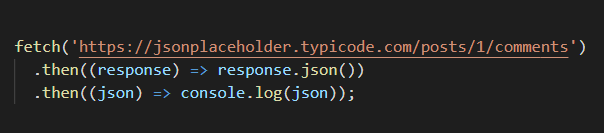 fetch('https://jsonplaceholder.typicode.com/posts/1/comments')
.then((response) => response.json())
.then((json) => console.log(json));